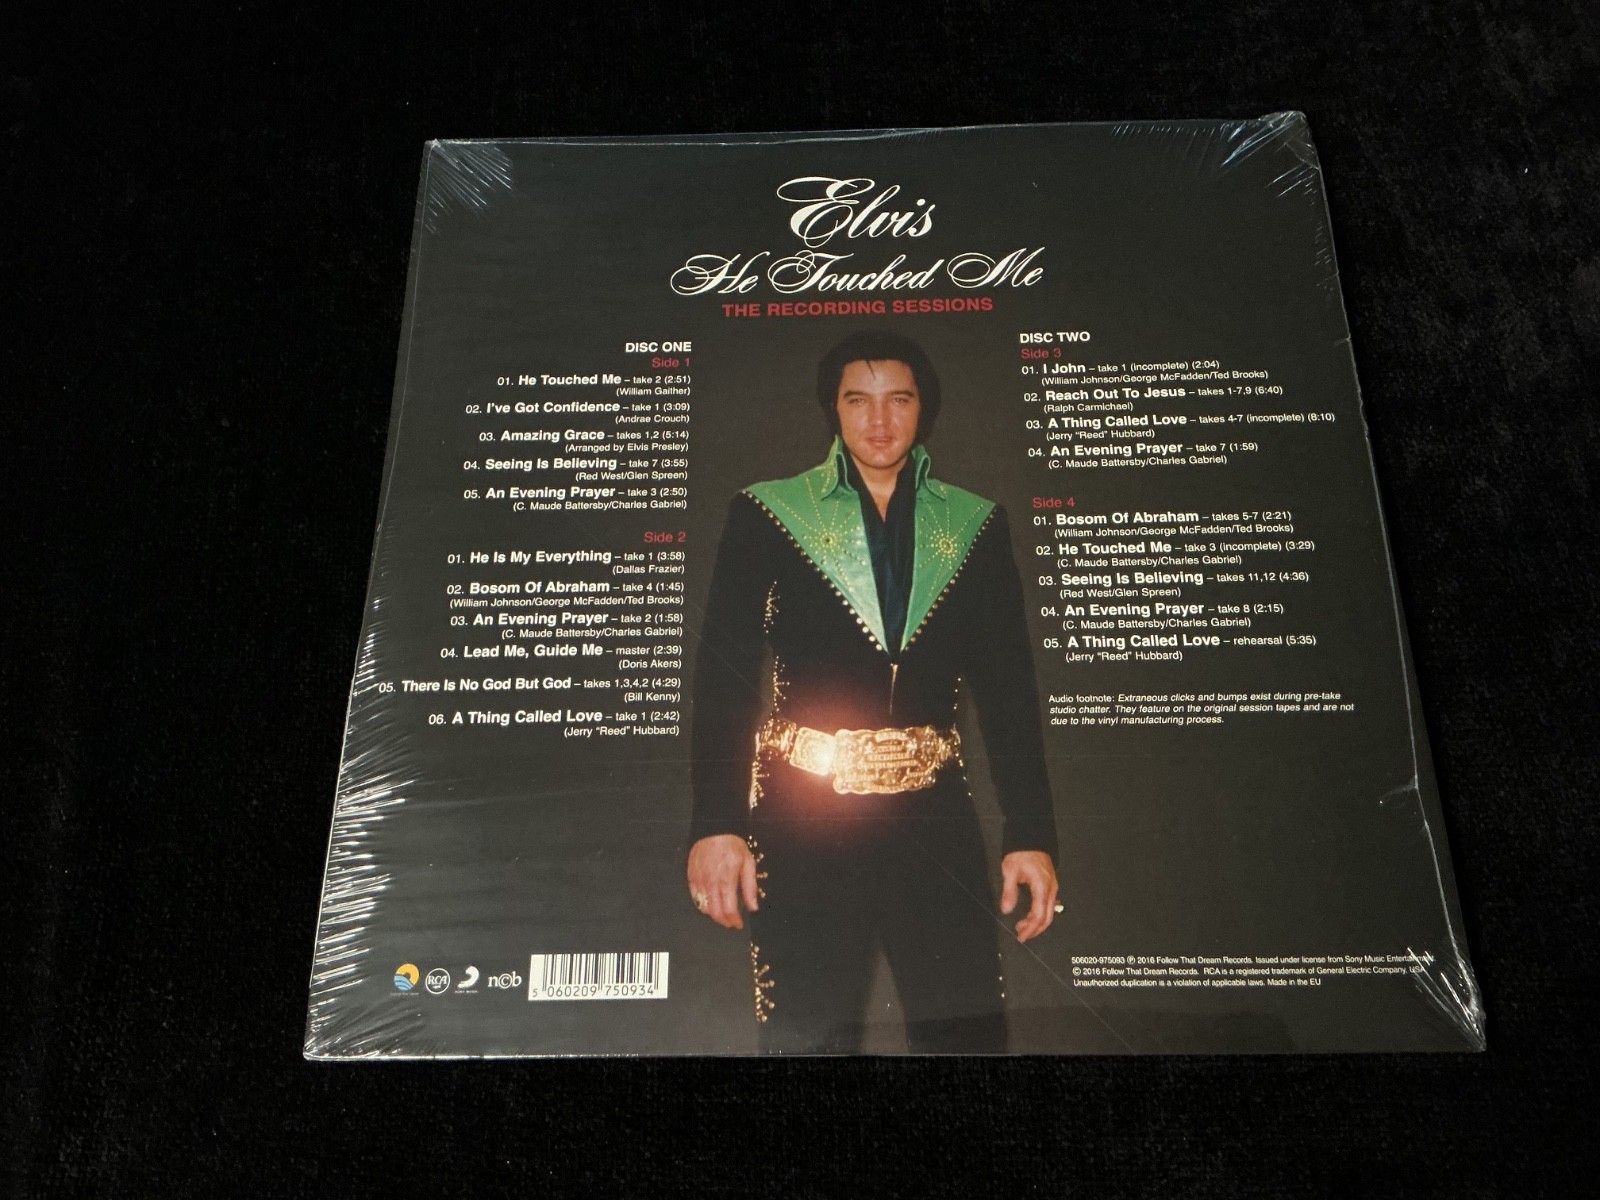 Elvis
He Touched Me
THE RECORDING SESSIONS
DISC ONE
Side 1
01. He Touched Me – take 2 (2:51)
(William Gaither)
02. I've Got Confidence – take 1 (3:09)
(Andrae Crouch)
03. Amazing Grace – takes 1,2 (5:14)
(Arranged by Elvis Presley)
04. Seeing Is Believing – take 7 (3:55)
(Red West/Glen Spreen)
05. An Evening Prayer – take 3 (2:50)
(C. Maude Battersby/Charles Gabriel)
Side 2
01. He Is My Everything – take 1 (3:58)
(Dallas Frazier)
02. Bosom Of Abraham – take 4 (1:45)
(William Johnson/George McFadden/Ted Brooks)
03. An Evening Prayer – take 2 (1:58)
(C. Maude Battersby/Charles Gabriel)
04. Lead Me, Guide Me – master (2:39)
(Doris Akers)
05. There Is No God But God – takes 1,3,4,2 (4:29)
(Bill Kenny)
06. A Thing Called Love – take 1 (2:42)
(Jerry "Reed" Hubbard)
DISC TWO
Side 3
01. I John – take 1 (incomplete) (2:04)
(William Johnson/George McFadden/Ted Brooks)
02. Reach Out To Jesus – takes 1-7,9 (6:40)
(Ralph Carmichael)
03. A Thing Called Love – takes 4-7 (incomplete) (8:10)
(Jerry "Reed" Hubbard)
04. An Evening Prayer – take 7 (1:59)
(C. Maude Battersby/Charles Gabriel)
Side 4
01. Bosom Of Abraham – takes 5-7 (2:21)
(William Johnson/George McFadden/Ted Brooks)
02. He Touched Me – take 3 (incomplete) (3:29)
(C. Maude Battersby/Charles Gabriel)
03. Seeing Is Believing – takes 11,12 (4:36)
(Red West/Glen Spreen)
04. An Evening Prayer – take 8 (2:15)
(C. Maude Battersby/Charles Gabriel)
05. A Thing Called Love – rehearsal (5:35)
(Jerry "Reed" Hubbard)
Audio footnote: Extraneous clicks and bumps exist during pre-take
studio chatter. They feature on the original session tapes and are not
due to the vinyl manufacturing process.
RCA
n©b
5 060209 750934
506020-975093 ℗ 2016 Follow That Dream Records. Issued under license from Sony Music Entertainment.
© 2016 Follow That Dream Records. RCA is a registered trademark of General Electric Company, USA
Unauthorized duplication is a violation of applicable laws. Made in the EU